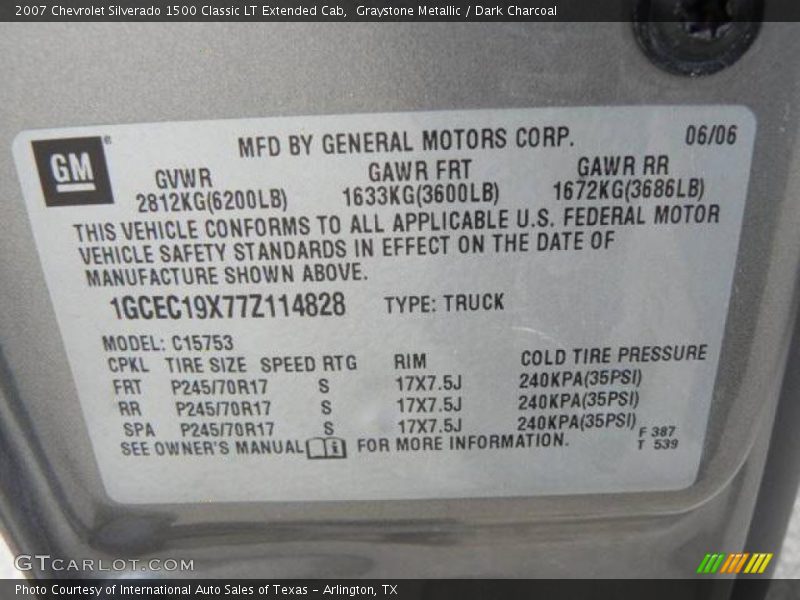 2007 Chevrolet Silverado 1500 Classic LT Extended Cab, Graystone Metallic / Dark Charcoal
GM®
MFD BY GENERAL MOTORS CORP. 06/06
GVWR GAWR FRT GAWR RR
2812KG(6200LB) 1633KG(3600LB) 1672KG(3686LB)
THIS VEHICLE CONFORMS TO ALL APPLICABLE U.S. FEDERAL MOTOR
VEHICLE SAFETY STANDARDS IN EFFECT ON THE DATE OF
MANUFACTURE SHOWN ABOVE.
1GCEC19X77Z114828 TYPE: TRUCK
MODEL: C15753
CPKL TIRE SIZE SPEED RTG RIM COLD TIRE PRESSURE
FRT P245/70R17 S 17X7.5J 240KPA(35PSI)
RR P245/70R17 S 17X7.5J 240KPA(35PSI)
SPA P245/70R17 S 17X7.5J 240KPA(35PSI)
SEE OWNER'S MANUAL FOR MORE INFORMATION.
F 387
T 539
GTCARLOT.COM
Photo Courtesy of International Auto Sales of Texas - Arlington, TX